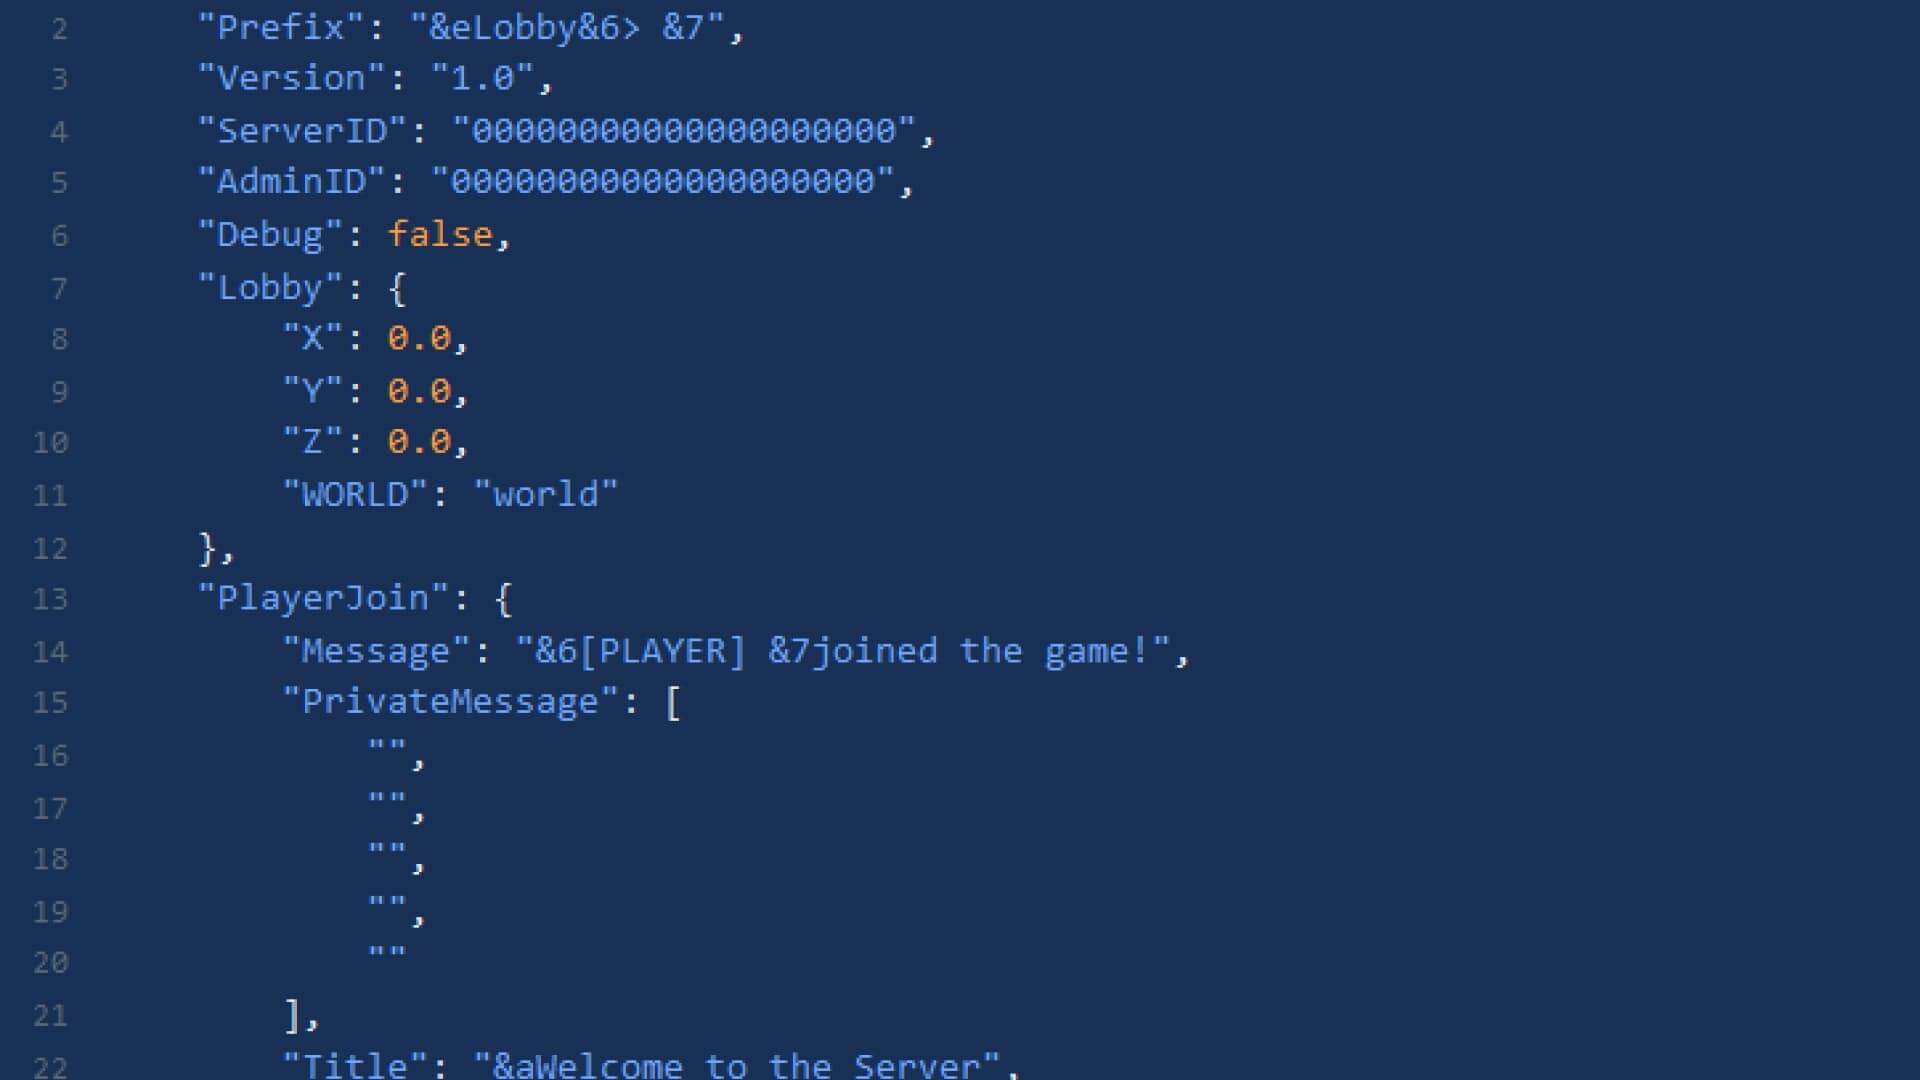 2 "Prefix": "&eLobby&6> &7",
3 "Version": "1.0",
4 "ServerID": "00000000000000000000",
5 "AdminID": "00000000000000000000",
6 "Debug": false,
7 "Lobby": {
8 "X": 0.0,
9 "Y": 0.0,
10 "Z": 0.0,
11 "WORLD": "world"
12 },
13 "PlayerJoin": {
14 "Message": "&6[PLAYER] &7joined the game!",
15 "PrivateMessage": [
16 "",
17 "",
18 "",
19 "",
20 ""
21 ],
22 "Title": "&aWelcome to the Server",